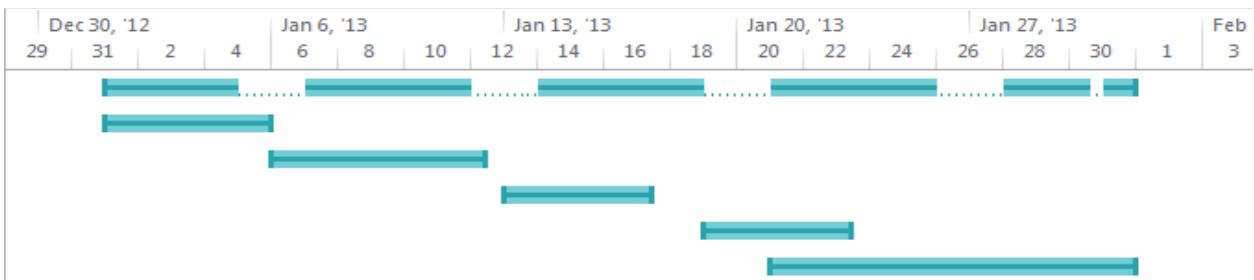 Dec 30, '12 Jan 6, '13 Jan 13, '13 Jan 20, '13 Jan 27, '13 Feb
29 31 2 4 6 8 10 12 14 16 18 20 22 24 26 28 30 1 3